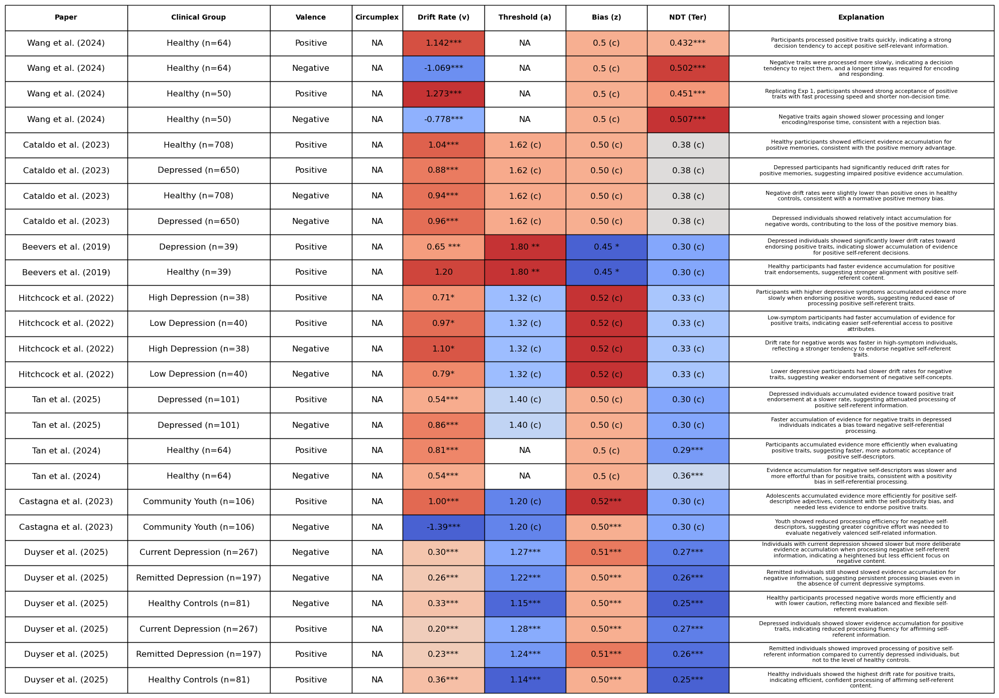 Paper Clinical Group Valence Circumplex Drift Rate (v) Threshold (a) Bias (z) NDT (Ter) Explanation
Wang et al. (2024) Healthy (n=64) Positive NA 1.142*** NA 0.5 (c) 0.432*** Participants processed positive traits quickly, indicating a strong
decision tendency to accept positive self-relevant information.
Wang et al. (2024) Healthy (n=64) Negative NA -1.069*** NA 0.5 (c) 0.502*** Negative traits were processed more slowly, indicating a decision
tendency to reject them, and a longer time was required for encoding
and responding.
Wang et al. (2024) Healthy (n=50) Positive NA 1.273*** NA 0.5 (c) 0.451*** Replicating Exp 1, participants showed strong acceptance of positive
traits with fast processing speed and shorter non-decision time.
Wang et al. (2024) Healthy (n=50) Negative NA -0.778*** NA 0.5 (c) 0.507*** Negative traits again showed slower processing and longer
encoding/response time, consistent with a rejection bias.
Cataldo et al. (2023) Healthy (n=708) Positive NA 1.04*** 1.62 (c) 0.50 (c) 0.38 (c) Healthy participants showed efficient evidence accumulation for
positive memories, consistent with the positive memory advantage.
Cataldo et al. (2023) Depressed (n=650) Positive NA 0.88*** 1.62 (c) 0.50 (c) 0.38 (c) Depressed participants had significantly reduced drift rates for
positive memories, suggesting impaired positive evidence accumulation.
Cataldo et al. (2023) Healthy (n=708) Negative NA 0.94*** 1.62 (c) 0.50 (c) 0.38 (c) Negative drift rates were slightly lower than positive ones in healthy
controls, consistent with a normative positive memory bias.
Cataldo et al. (2023) Depressed (n=650) Negative NA 0.96*** 1.62 (c) 0.50 (c) 0.38 (c) Depressed individuals showed relatively intact accumulation for
negative words, contributing to the loss of the positive memory bias.
Beevers et al. (2019) Depression (n=39) Positive NA 0.65 *** 1.80 ** 0.45 * 0.30 (c) Depressed individuals showed significantly lower drift rates toward
endorsing positive traits, indicating slower accumulation of evidence
for positive self-referent decisions.
Beevers et al. (2019) Healthy (n=39) Positive NA 1.20 1.80 ** 0.45 * 0.30 (c) Healthy participants had faster evidence accumulation for positive
trait endorsements, suggesting stronger alignment with positive self-
referent content.
Hitchcock et al. (2022) High Depression (n=38) Positive NA 0.71* 1.32 (c) 0.52 (c) 0.33 (c) Participants with higher depressive symptoms accumulated evidence more
slowly when endorsing positive words, suggesting reduced ease of
processing positive self-referent traits.
Hitchcock et al. (2022) Low Depression (n=40) Positive NA 0.97* 1.32 (c) 0.52 (c) 0.33 (c) Low-symptom participants had faster accumulation of evidence for
positive traits, indicating easier self-referential access to positive
attributes.
Hitchcock et al. (2022) High Depression (n=38) Negative NA 1.10* 1.32 (c) 0.52 (c) 0.33 (c) Drift rate for negative words was faster in high-symptom individuals,
reflecting a stronger tendency to endorse negative self-referent
traits.
Hitchcock et al. (2022) Low Depression (n=40) Negative NA 0.79* 1.32 (c) 0.52 (c) 0.33 (c) Lower depressive participants had slower drift rates for negative
traits, suggesting weaker endorsement of negative self-concepts.
Tan et al. (2025) Depressed (n=101) Positive NA 0.54*** 1.40 (c) 0.50 (c) 0.30 (c) Depressed individuals accumulated evidence toward positive trait
endorsement at a slower rate, suggesting attenuated processing of
positive self-referent information.
Tan et al. (2025) Depressed (n=101) Negative NA 0.86*** 1.40 (c) 0.50 (c) 0.30 (c) Faster accumulation of evidence for negative traits in depressed
individuals indicates a bias toward negative self-referential
processing.
Tan et al. (2024) Healthy (n=64) Positive NA 0.81*** NA 0.5 (c) 0.29*** Participants accumulated evidence more efficiently when evaluating
positive traits, suggesting faster, more automatic acceptance of
positive self-descriptors.
Tan et al. (2024) Healthy (n=64) Negative NA 0.54*** NA 0.5 (c) 0.36*** Evidence accumulation for negative self-descriptors was slower and
more effortful than for positive traits, consistent with a positivity
bias in self-referential processing.
Castagna et al. (2023) Community Youth (n=106) Positive NA 1.00*** 1.20 (c) 0.52*** 0.30 (c) Adolescents accumulated evidence more efficiently for positive self-
descriptive adjectives, consistent with the self-positivity bias, and
needed less evidence to endorse positive traits.
Castagna et al. (2023) Community Youth (n=106) Negative NA -1.39*** 1.20 (c) 0.50*** 0.30 (c) Youth showed reduced processing efficiency for negative self-
descriptors, suggesting greater cognitive effort was needed to
evaluate negatively valenced self-related information.
Duyser et al. (2025) Current Depression (n=267) Negative NA 0.30*** 1.27*** 0.51*** 0.27*** Individuals with current depression showed slower but more deliberate
evidence accumulation when processing negative self-referent
information, indicating a heightened but less efficient focus on
negative content.
Duyser et al. (2025) Remitted Depression (n=197) Negative NA 0.26*** 1.22*** 0.50*** 0.26*** Remitted individuals still showed slowed evidence accumulation for
negative information, suggesting persistent processing biases even in
the absence of current depressive symptoms.
Duyser et al. (2025) Healthy Controls (n=81) Negative NA 0.33*** 1.15*** 0.50*** 0.25*** Healthy participants processed negative words more efficiently and
with lower caution, reflecting more balanced and flexible self-
referent evaluation.
Duyser et al. (2025) Current Depression (n=267) Positive NA 0.20*** 1.28*** 0.50*** 0.27*** Depressed individuals showed slower evidence accumulation for positive
traits, indicating reduced processing fluency for affirming self-
referent information.
Duyser et al. (2025) Remitted Depression (n=197) Positive NA 0.23*** 1.24*** 0.51*** 0.26*** Remitted individuals showed improved processing of positive self-
referent information compared to currently depressed individuals, but
not to the level of healthy controls.
Duyser et al. (2025) Healthy Controls (n=81) Positive NA 0.36*** 1.14*** 0.50*** 0.25*** Healthy individuals showed the highest drift rate for positive traits,
indicating efficient, confident processing of affirming self-referent
content.